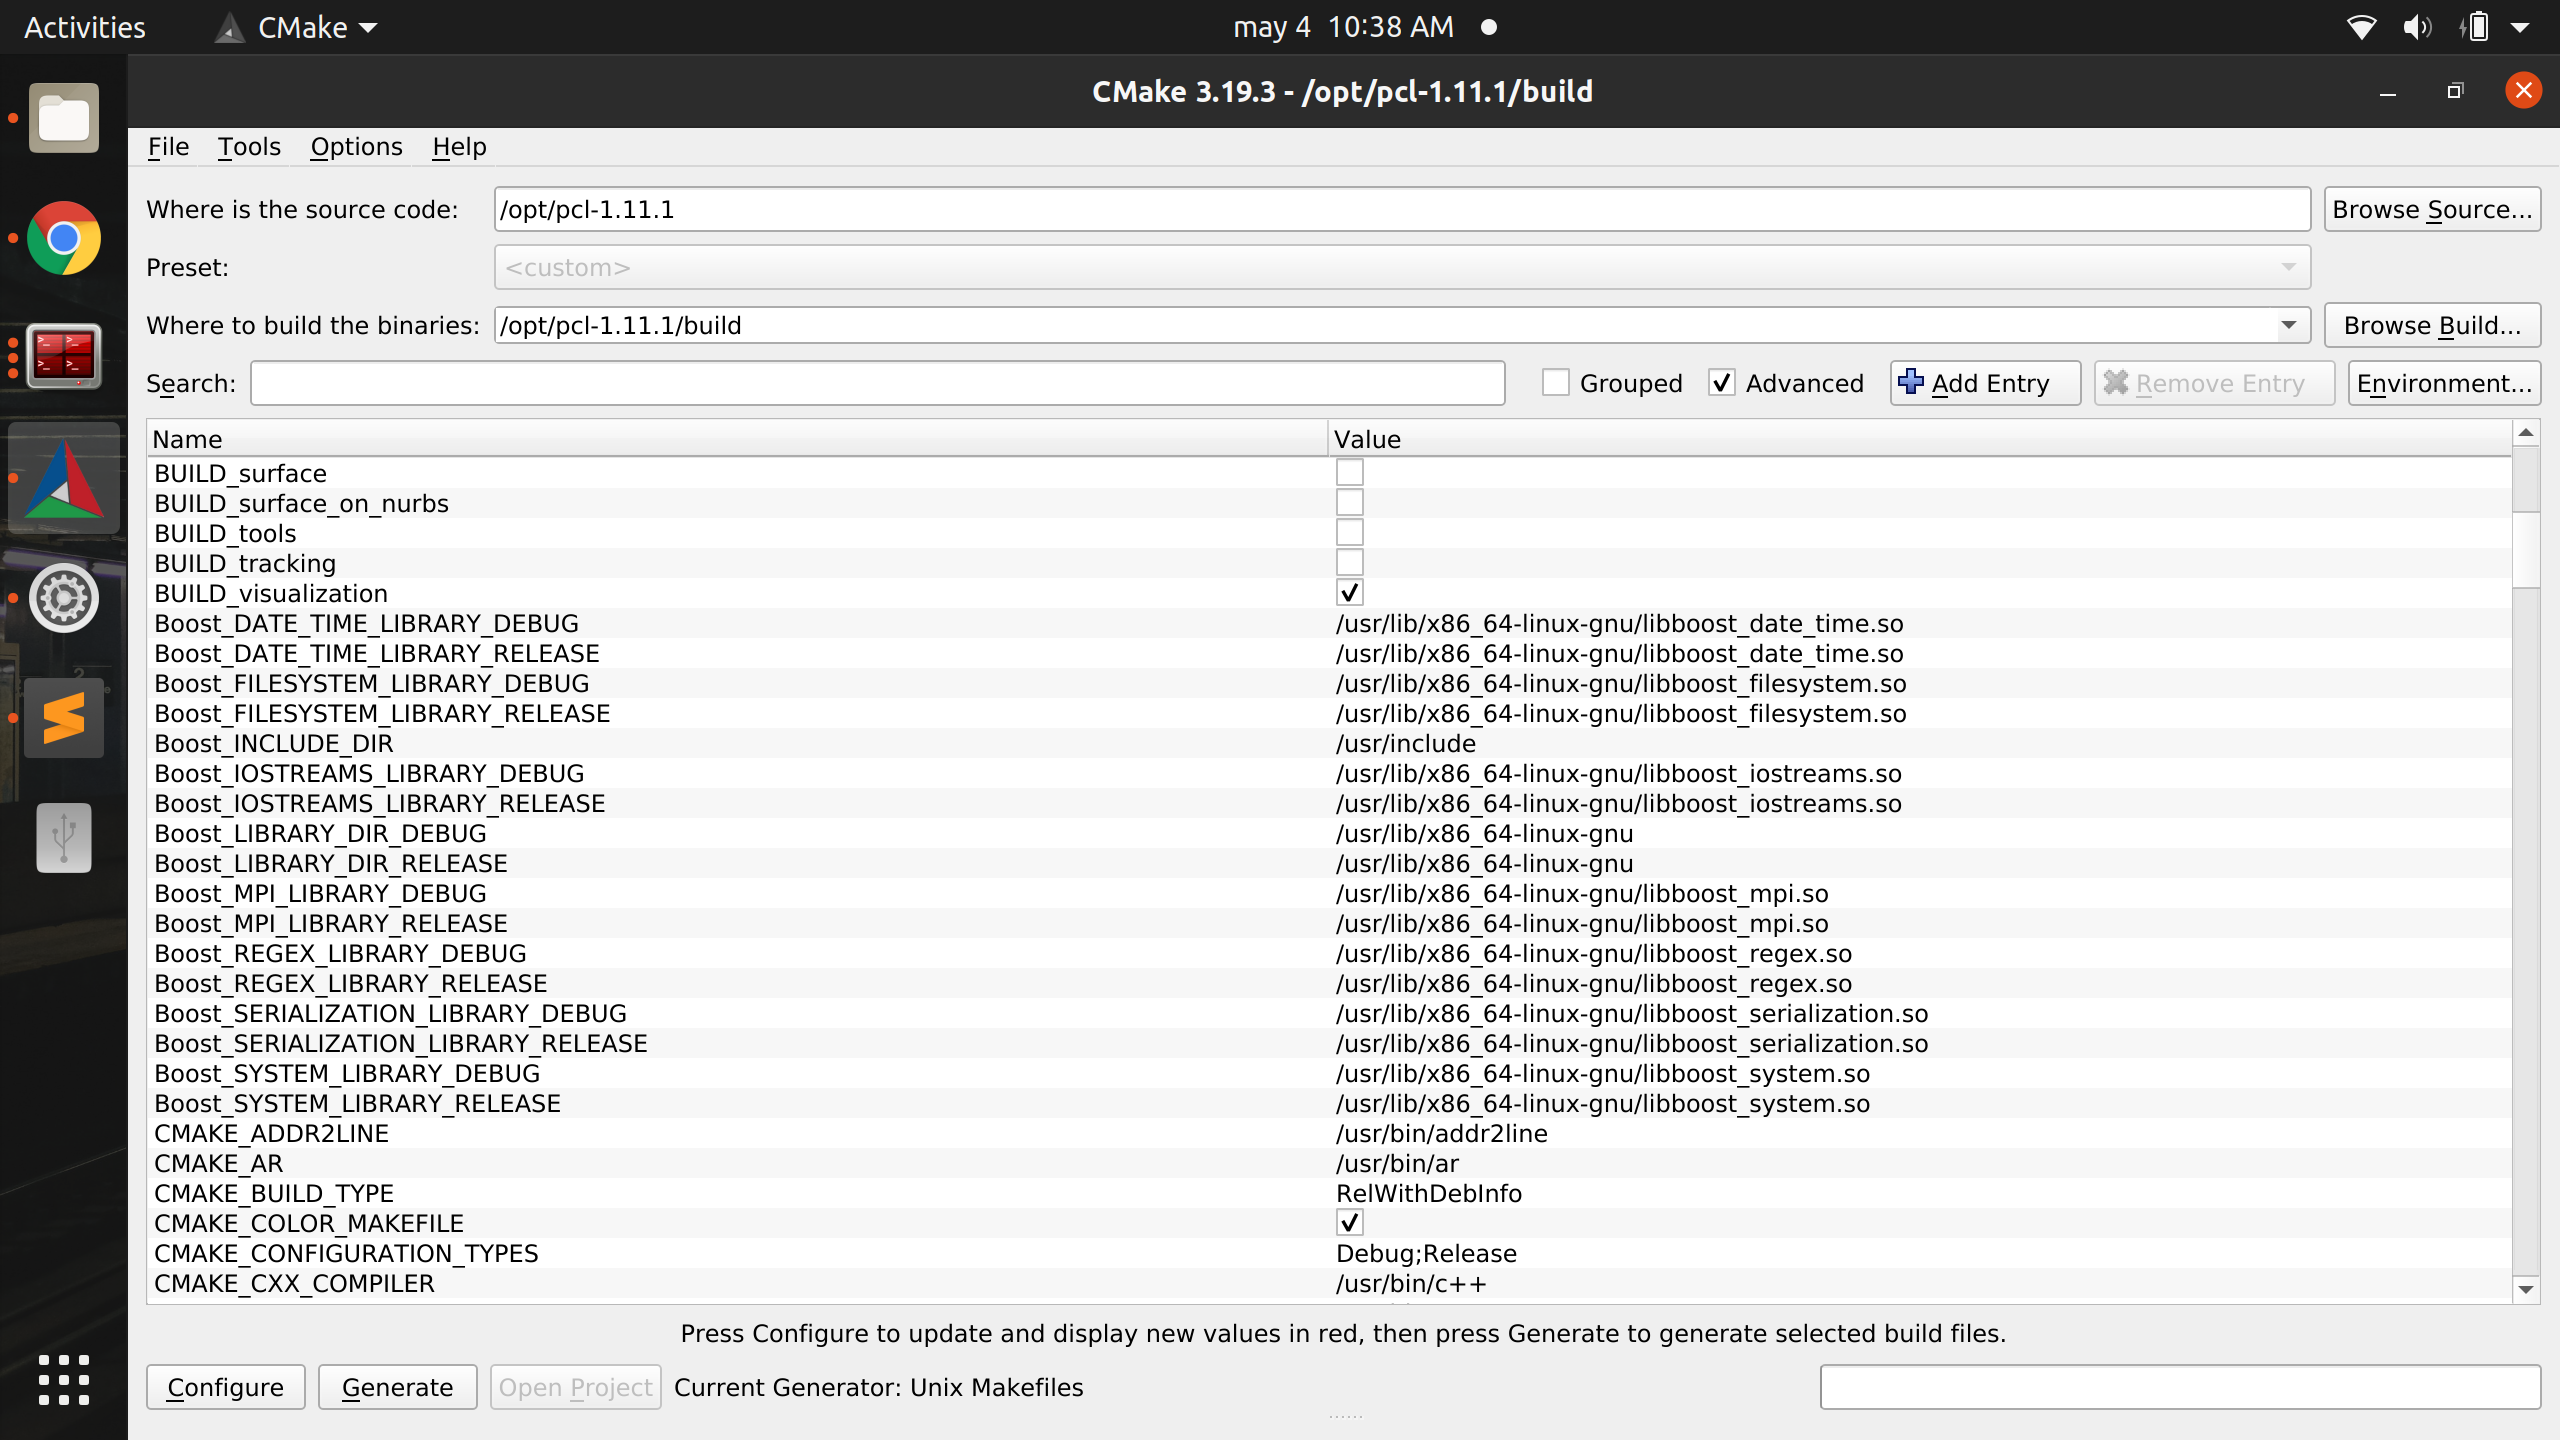 Activities CMake may 4 10:38 AM
CMake 3.19.3 - /opt/pcl-1.11.1/build
File Tools Options Help
Where is the source code: /opt/pcl-1.11.1 Browse Source...
Preset: <custom>
Where to build the binaries: /opt/pcl-1.11.1/build Browse Build...
Search: Grouped Advanced Add Entry Remove Entry Environment...
Name Value
BUILD_surface
BUILD_surface_on_nurbs
BUILD_tools
BUILD_tracking
BUILD_visualization
Boost_DATE_TIME_LIBRARY_DEBUG /usr/lib/x86_64-linux-gnu/libboost_date_time.so
Boost_DATE_TIME_LIBRARY_RELEASE /usr/lib/x86_64-linux-gnu/libboost_date_time.so
Boost_FILESYSTEM_LIBRARY_DEBUG /usr/lib/x86_64-linux-gnu/libboost_filesystem.so
Boost_FILESYSTEM_LIBRARY_RELEASE /usr/lib/x86_64-linux-gnu/libboost_filesystem.so
Boost_INCLUDE_DIR /usr/include
Boost_IOSTREAMS_LIBRARY_DEBUG /usr/lib/x86_64-linux-gnu/libboost_iostreams.so
Boost_IOSTREAMS_LIBRARY_RELEASE /usr/lib/x86_64-linux-gnu/libboost_iostreams.so
Boost_LIBRARY_DIR_DEBUG /usr/lib/x86_64-linux-gnu
Boost_LIBRARY_DIR_RELEASE /usr/lib/x86_64-linux-gnu
Boost_MPI_LIBRARY_DEBUG /usr/lib/x86_64-linux-gnu/libboost_mpi.so
Boost_MPI_LIBRARY_RELEASE /usr/lib/x86_64-linux-gnu/libboost_mpi.so
Boost_REGEX_LIBRARY_DEBUG /usr/lib/x86_64-linux-gnu/libboost_regex.so
Boost_REGEX_LIBRARY_RELEASE /usr/lib/x86_64-linux-gnu/libboost_regex.so
Boost_SERIALIZATION_LIBRARY_DEBUG /usr/lib/x86_64-linux-gnu/libboost_serialization.so
Boost_SERIALIZATION_LIBRARY_RELEASE /usr/lib/x86_64-linux-gnu/libboost_serialization.so
Boost_SYSTEM_LIBRARY_DEBUG /usr/lib/x86_64-linux-gnu/libboost_system.so
Boost_SYSTEM_LIBRARY_RELEASE /usr/lib/x86_64-linux-gnu/libboost_system.so
CMAKE_ADDR2LINE /usr/bin/addr2line
CMAKE_AR /usr/bin/ar
CMAKE_BUILD_TYPE RelWithDebInfo
CMAKE_COLOR_MAKEFILE
CMAKE_CONFIGURATION_TYPES Debug;Release
CMAKE_CXX_COMPILER /usr/bin/c++
Press Configure to update and display new values in red, then press Generate to generate selected build files.
Configure Generate Open Project Current Generator: Unix Makefiles